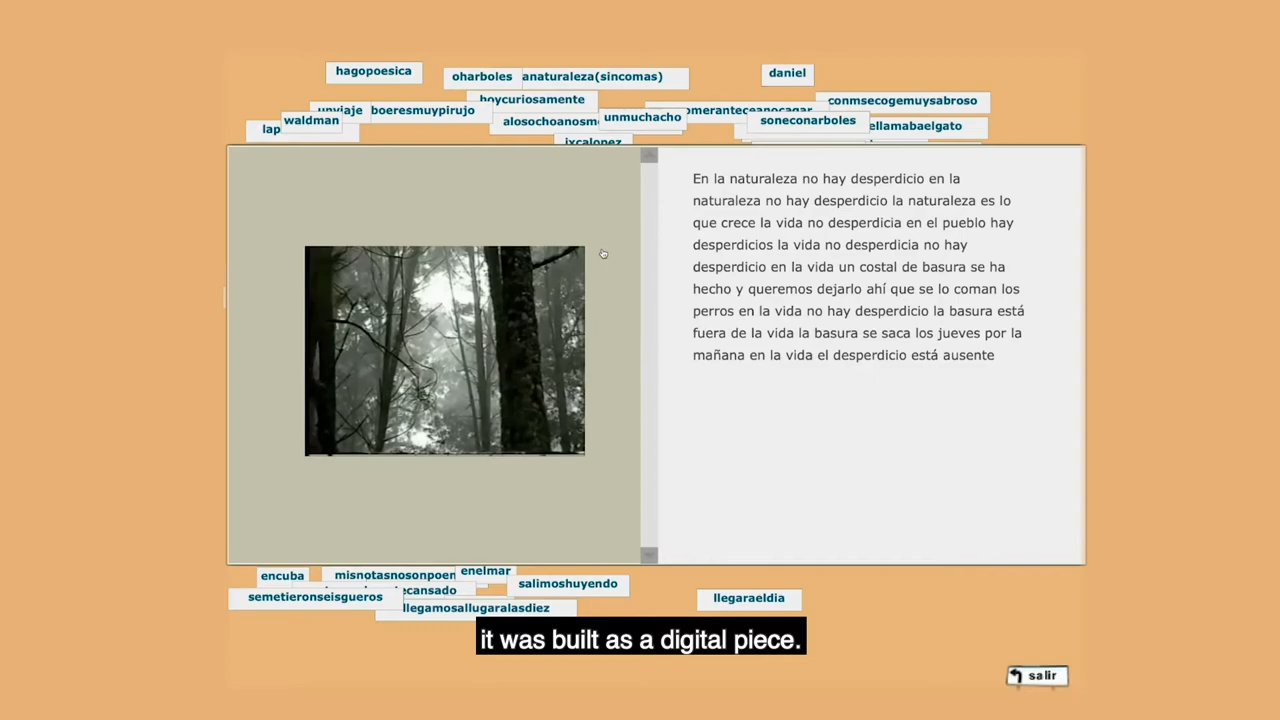 hagopoesica
oharboles
anaturaleza(sincomas)
daniel
hoycuriosamente
conmsecogemuysabroso
unviaje
boeresmuypirujo
omeranteceanocagar
waldman
alosochoanosme
unmuchacho
soneconarboles
ellamabaelgato
lap
ixcalopez
En la naturaleza no hay desperdicio en la
naturaleza no hay desperdicio la naturaleza es lo
que crece la vida no desperdicia en el pueblo hay
desperdicios la vida no desperdicia no hay
desperdicio en la vida un costal de basura se ha
hecho y queremos dejarlo ahí que se lo coman los
perros en la vida no hay desperdicio la basura está
fuera de la vida la basura se saca los jueves por la
mañana en la vida el desperdicio está ausente
encuba
misnotasnosonpoen
enelmar
tecansado
salimoshuyendo
semetieronseisgueros
llegamosallugaralasdiez
llegaraeldia
it was built as a digital piece.
salir